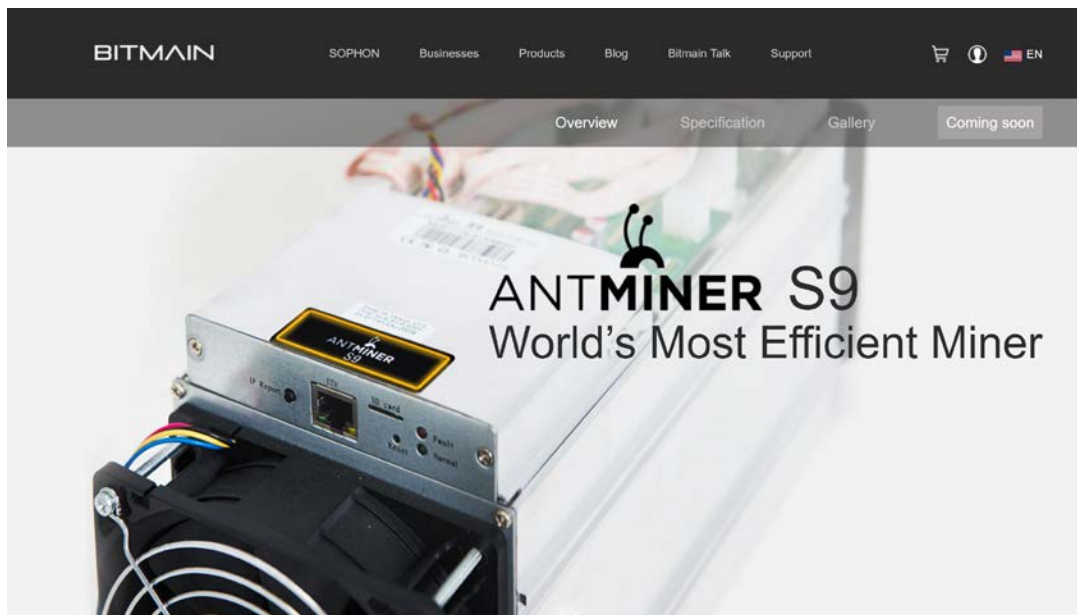 BITMAIN
SOPHON Businesses Products Blog Bitmain Talk Support
EN
Overview Specification Gallery Coming soon
ANTMINER S9
World's Most Efficient Miner
ANTMINER
S9
IP Report
ETH
SD card
Reset
Fault
Normal